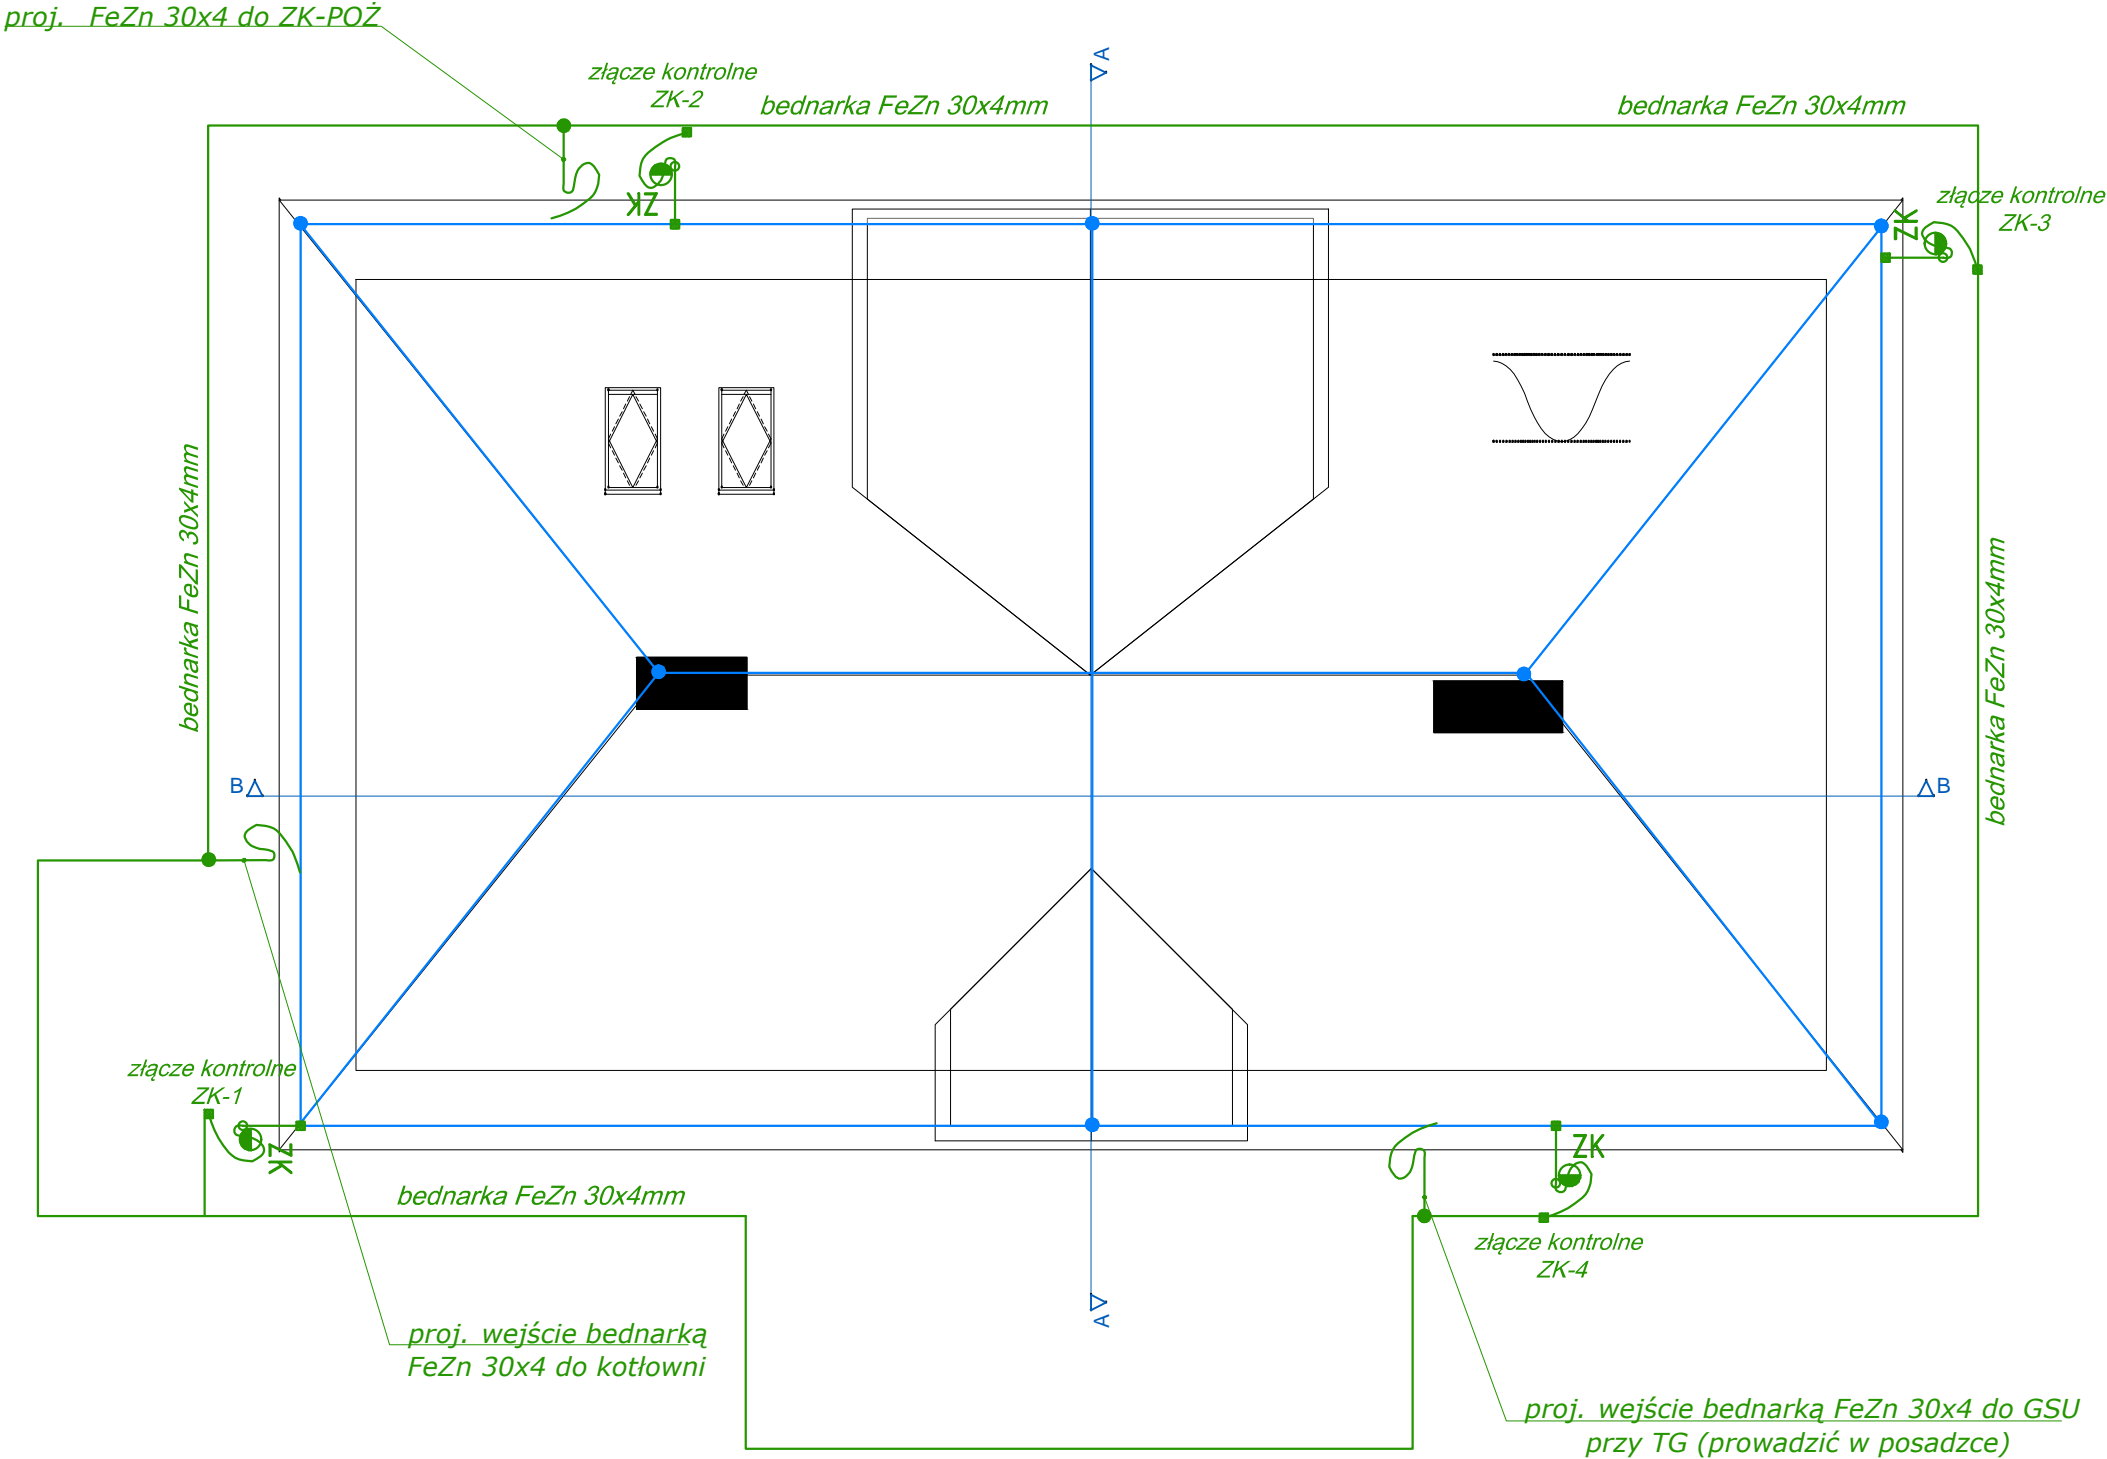 proj.  FeZn 30x4 do ZK-POŻ
A
złącze kontrolne
ZK-2
bednarka FeZn 30x4mm
bednarka FeZn 30x4mm
ZK
złącze kontrolne
ZK-3
ZK
bednarka FeZn 30x4mm
bednarka FeZn 30x4mm
B
B
złącze kontrolne
ZK-1
ZK
ZK
bednarka FeZn 30x4mm
złącze kontrolne
ZK-4
A
proj. wejście bednarką
FeZn 30x4 do kotłowni
proj. wejście bednarką FeZn 30x4 do GSU
przy TG (prowadzić w posadzce)